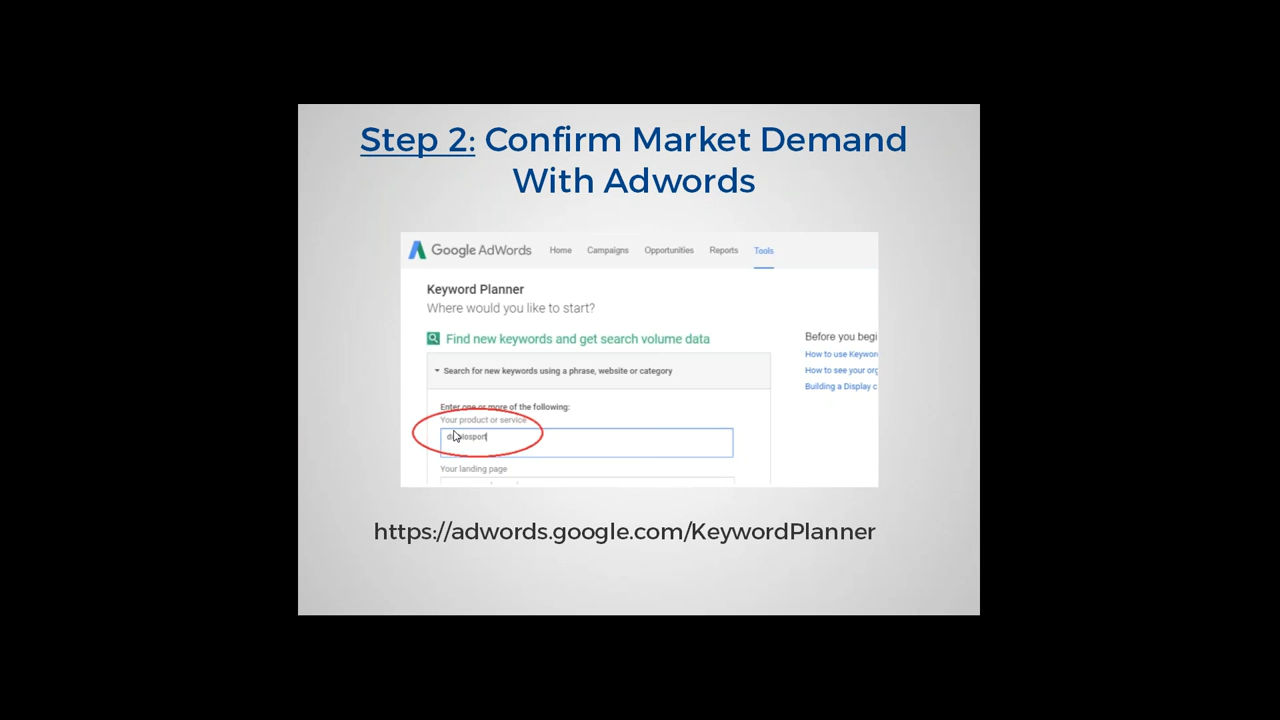 Step 2: Confirm Market Demand
With Adwords
Google AdWords Home Campaigns Opportunities Reports Tools
Keyword Planner
Where would you like to start?
Find new keywords and get search volume data
Before you begi
Search for new keywords using a phrase, website or category
How to use Keywor
How to see your org
Building a Display c
Enter one or more of the following:
Your product or service
Your landing page
https://adwords.google.com/KeywordPlanner